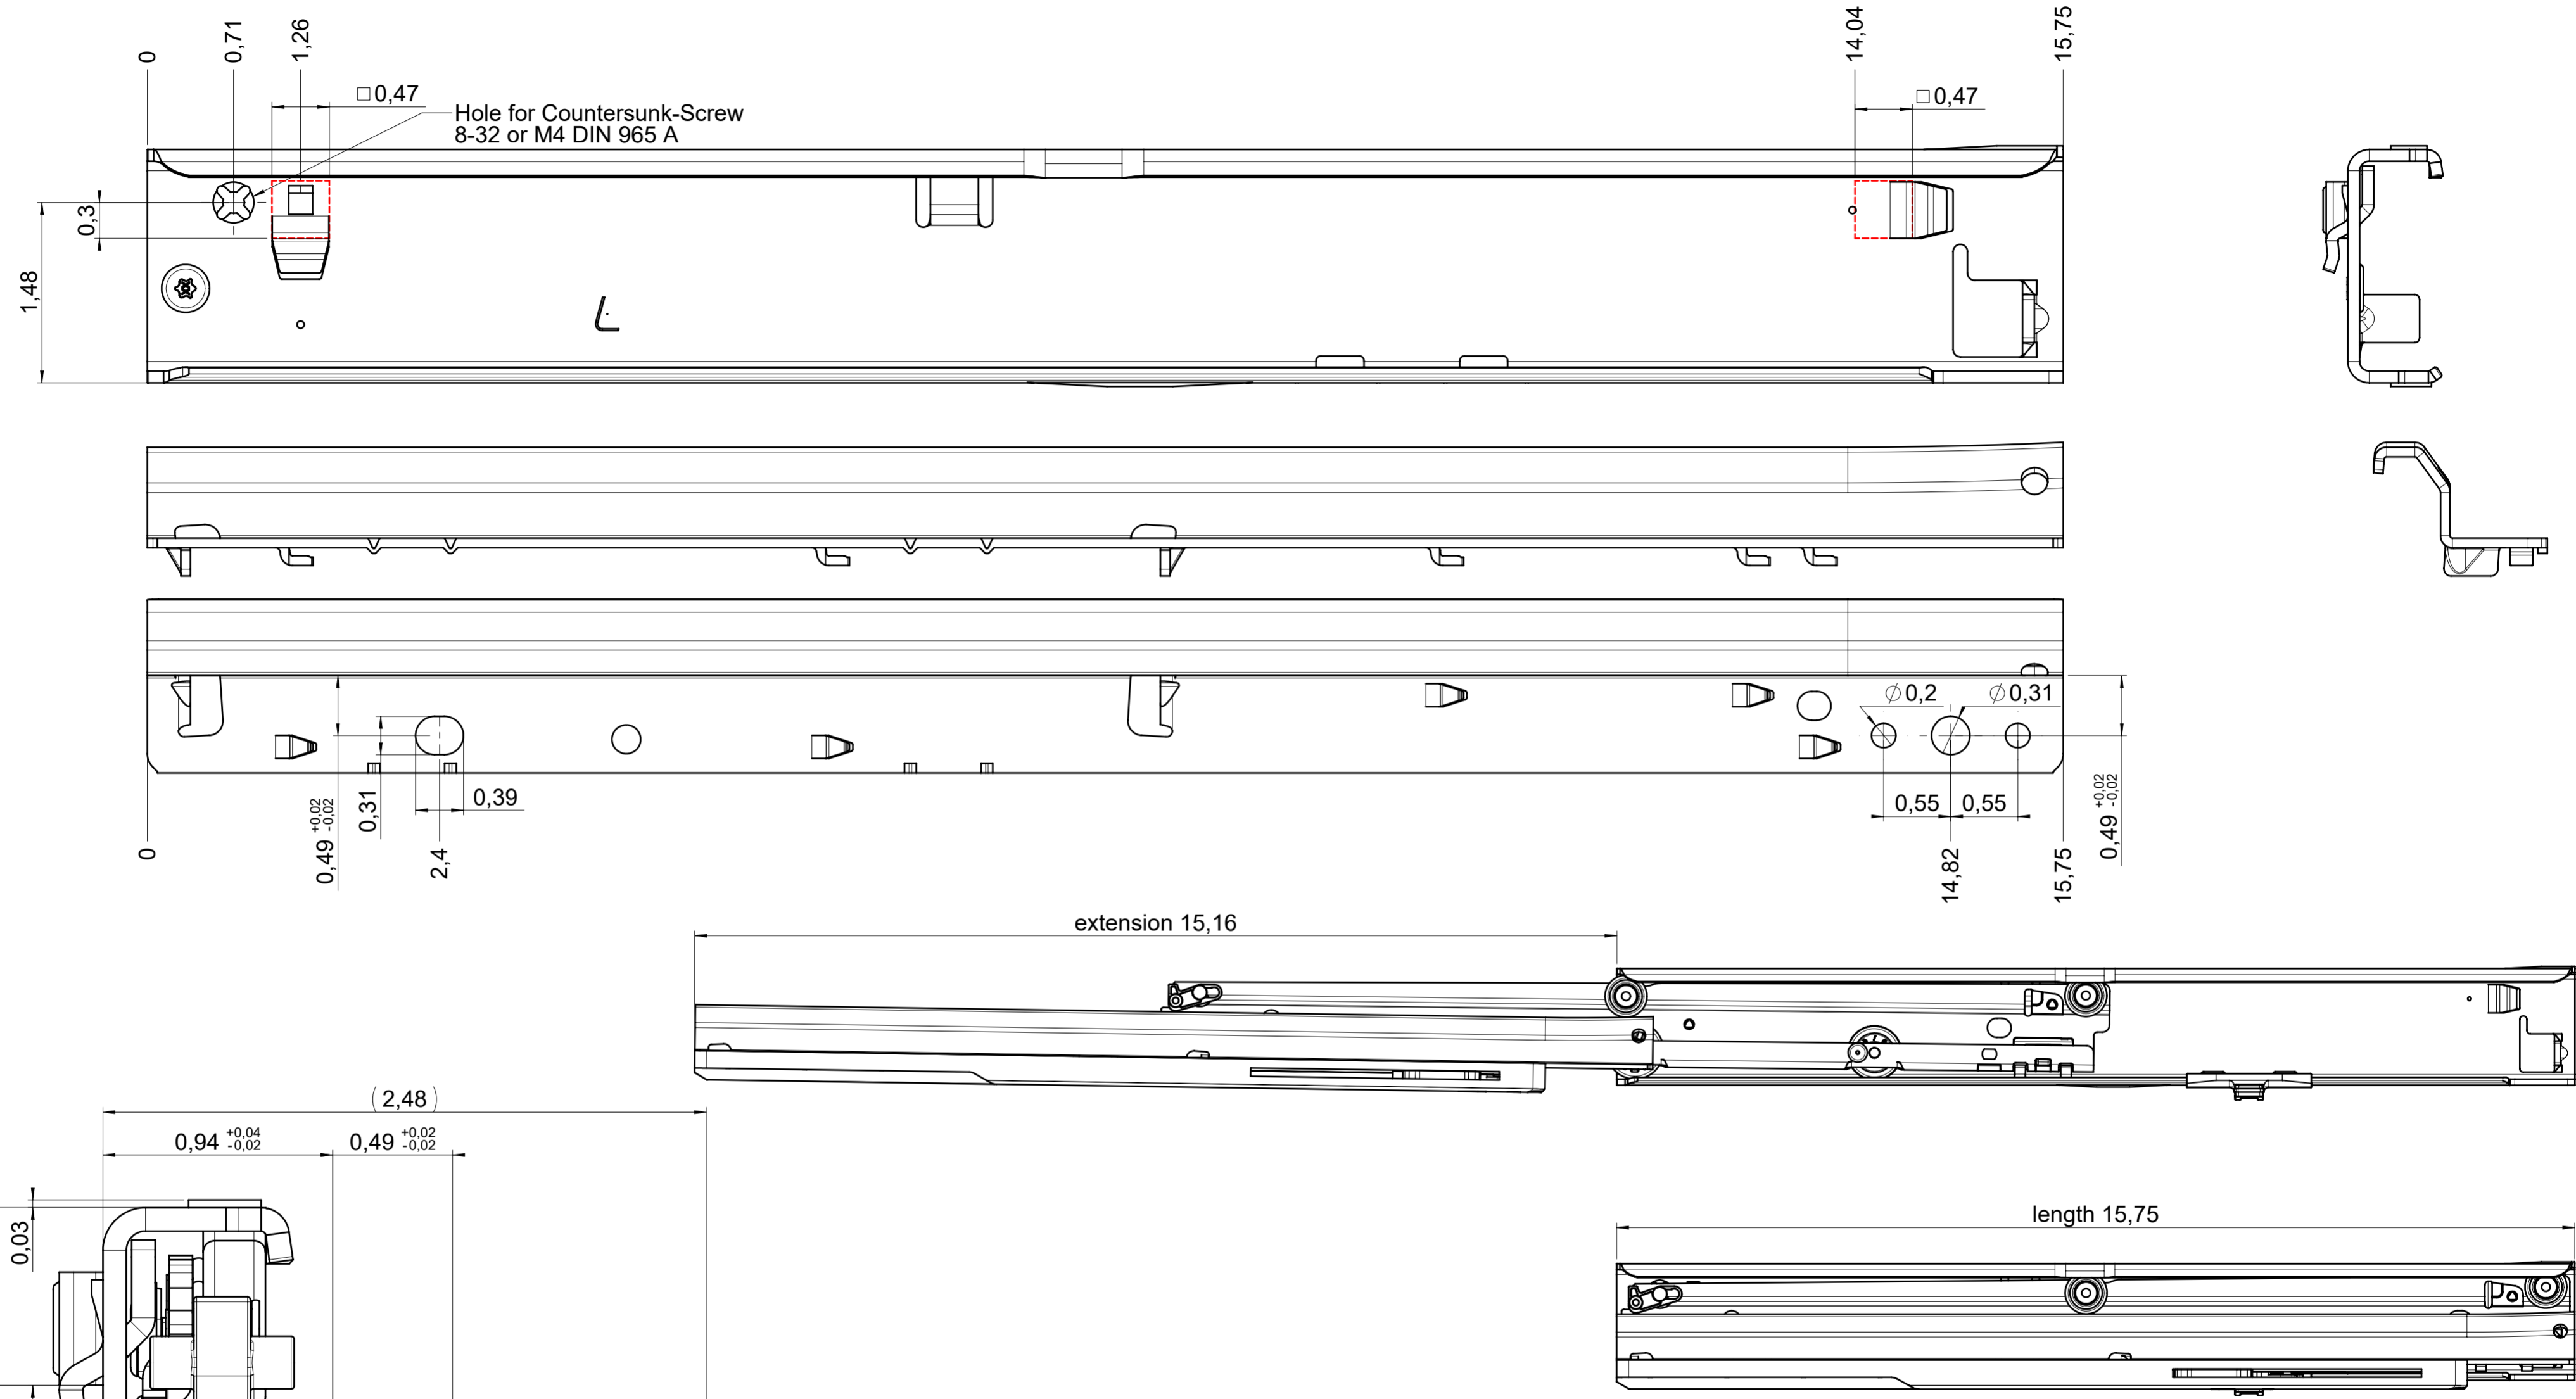 0
0,71
1,26
14,04
15,75
□0,47
□0,47
Hole for Countersunk-Screw
8-32 or M4 DIN 965 A
0,3
1,48
L
∅0,2
∅0,31
0,49 +0,02 -0,02
0,31
0,39
0,55
0,55
0,49 +0,02 -0,02
0
2,4
14,82
15,75
extension 15,16
(2,48)
0,94 +0,04 -0,02
0,49 +0,02 -0,02
0,03
length 15,75